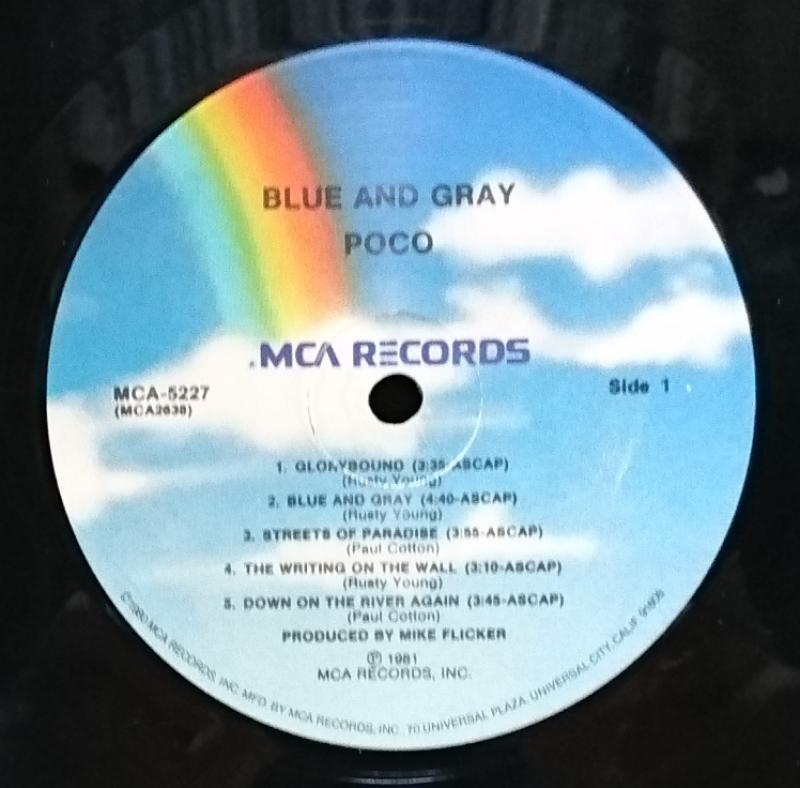 BLUE AND GRAY
POCO
MCA RECORDS
MCA-5227
(MCA2638)
Side 1
1. GLORYBOUND (3:35-ASCAP)
(Rusty Young)
2. BLUE AND GRAY (4:40-ASCAP)
(Rusty Young)
3. STREETS OF PARADISE (3:55-ASCAP)
(Paul Cotton)
4. THE WRITING ON THE WALL (3:10-ASCAP)
(Rusty Young)
5. DOWN ON THE RIVER AGAIN (3:45-ASCAP)
(Paul Cotton)
PRODUCED BY MIKE FLICKER
Ⓟ 1981
MCA RECORDS, INC.
©1980 MCA RECORDS, INC. MFD. BY MCA RECORDS, INC., 70 UNIVERSAL PLAZA, UNIVERSAL CITY, CALIF. 91608